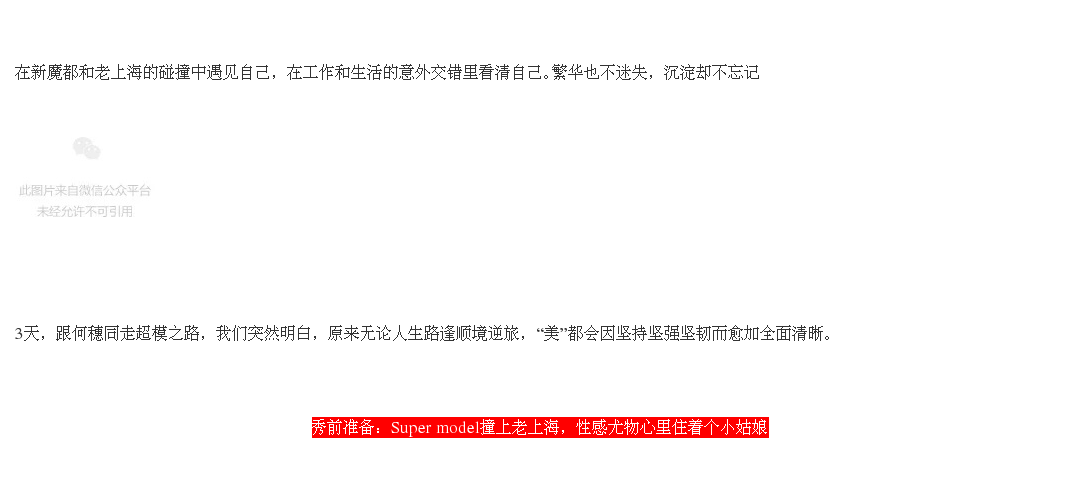 在新魔都和老上海的碰撞中遇见自己，在工作和生活的意外交错里看清自己。繁华也不迷失，沉淀却不忘记
此图片来自微信公众平台
未经允许不可引用
3天，跟何穗同走超模之路，我们突然明白，原来无论人生路逢顺境逆旅，“美”都会因坚持坚强坚韧而愈加全面清晰。
秀前准备：Super model撞上老上海，性感尤物心里住着个小姑娘